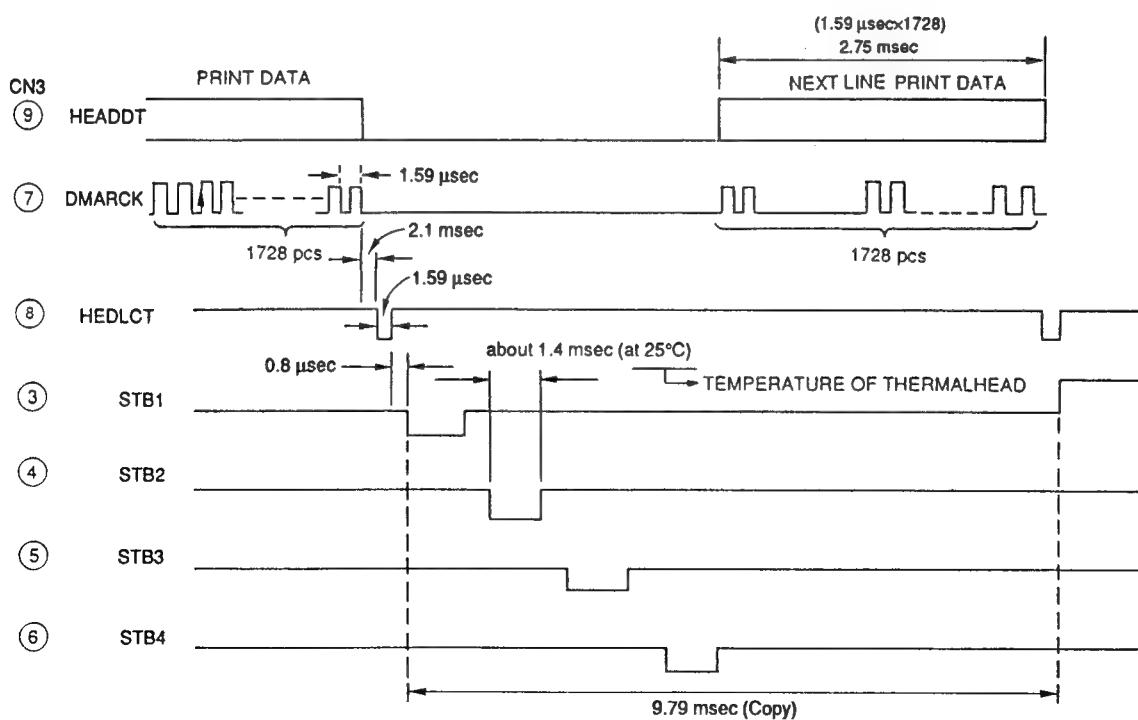 (1.59 μsec×1728)
2.75 msec
PRINT DATA
NEXT LINE PRINT DATA
CN3
9 HEADDT
1.59 μsec
7 DMARCK
2.1 msec
1728 pcs
1728 pcs
1.59 μsec
8 HEDLCT
about 1.4 msec (at 25°C)
0.8 μsec
TEMPERATURE OF THERMALHEAD
3 STB1
4 STB2
5 STB3
6 STB4
9.79 msec (Copy)